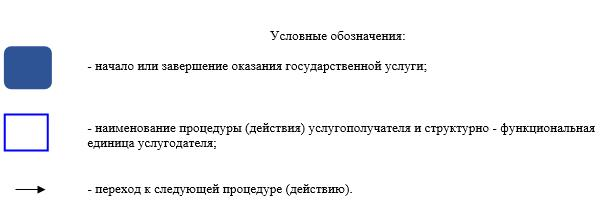 Условные обозначения:
- начало или завершение оказания государственной услуги;
- наименование процедуры (действия) услугополучателя и структурно - функциональная
единица услугодателя;
- переход к следующей процедуре (действию).